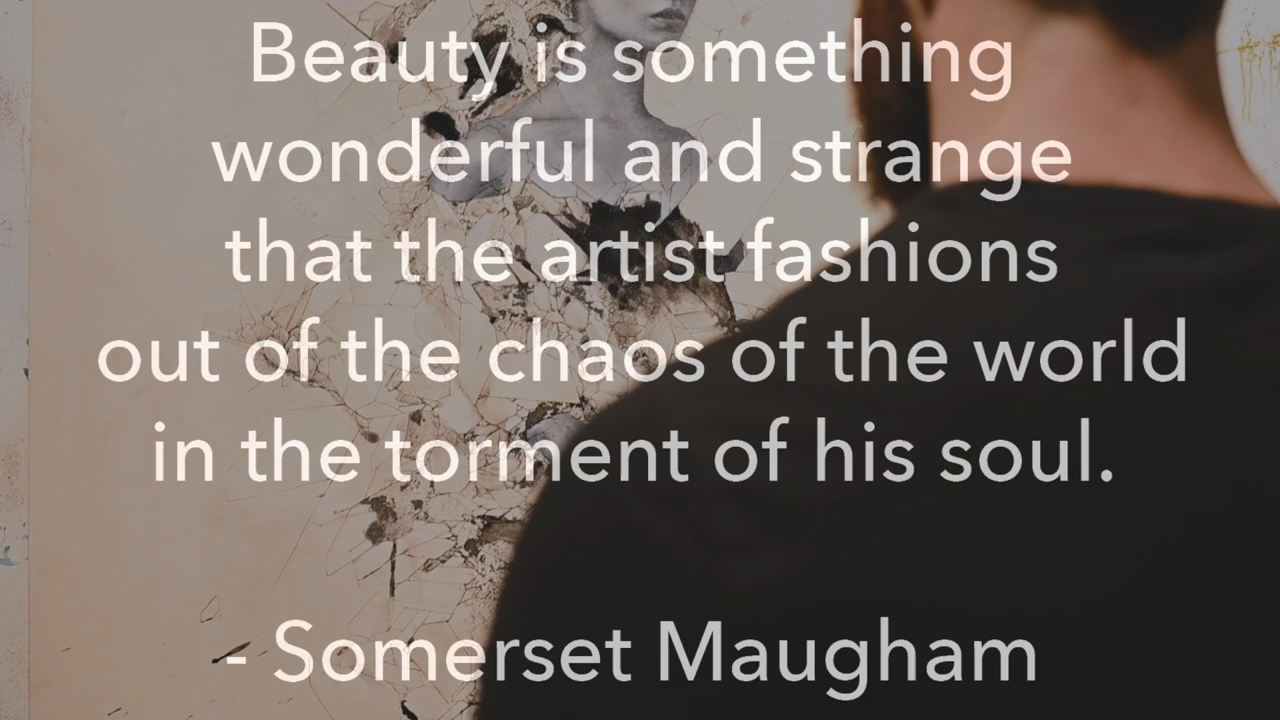 Beauty is something
wonderful and strange
that the artist fashions
out of the chaos of the world
in the torment of his soul.
- Somerset Maugham